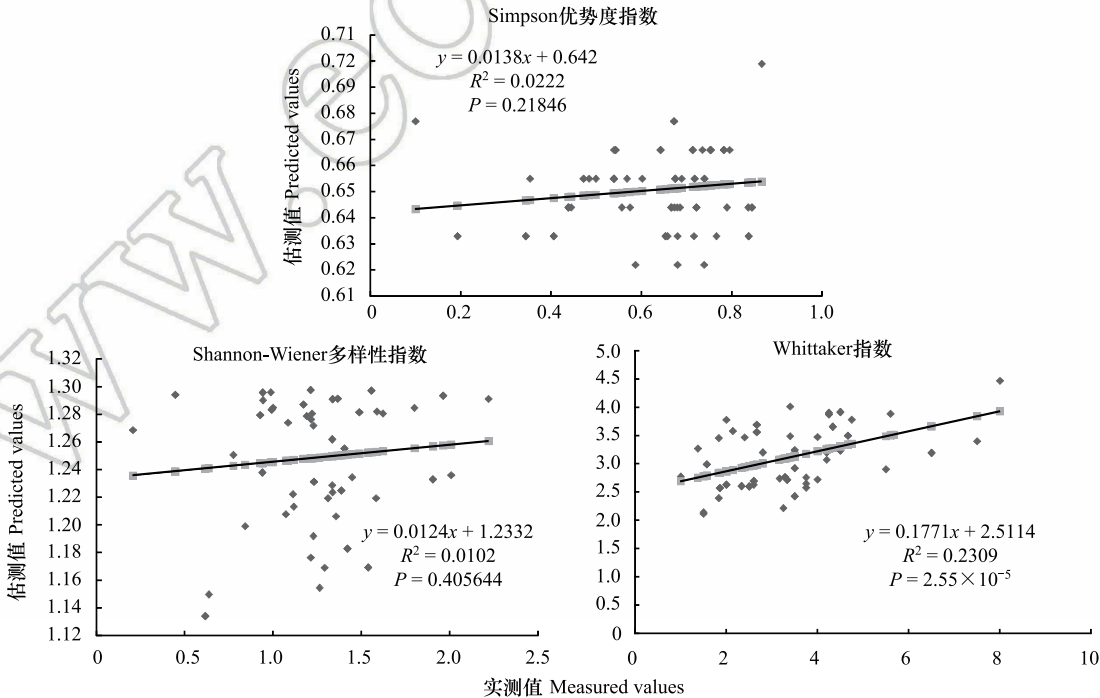 Simpson优势度指数
0.71
0.72
0.69
0.68
0.67
0.66
0.65
0.64
0.63
0.62
0.61
估测值 Predicted values
y = 0.0138x + 0.642
R² = 0.0222
P = 0.21846
0 0.2 0.4 0.6 0.8 1.0
Shannon-Wiener多样性指数
1.32
1.30
1.28
1.26
1.24
1.22
1.20
1.18
1.16
1.14
1.12
估测值 Predicted values
y = 0.0124x + 1.2332
R² = 0.0102
P = 0.405644
0 0.5 1.0 1.5 2.0 2.5
Whittaker指数
5.0
4.5
4.0
3.5
3.0
2.5
2.0
1.5
1.0
0.5
0
y = 0.1771x + 2.5114
R² = 0.2309
P = 2.55×10⁻⁵
0 2 4 6 8 10
实测值 Measured values
www.eco